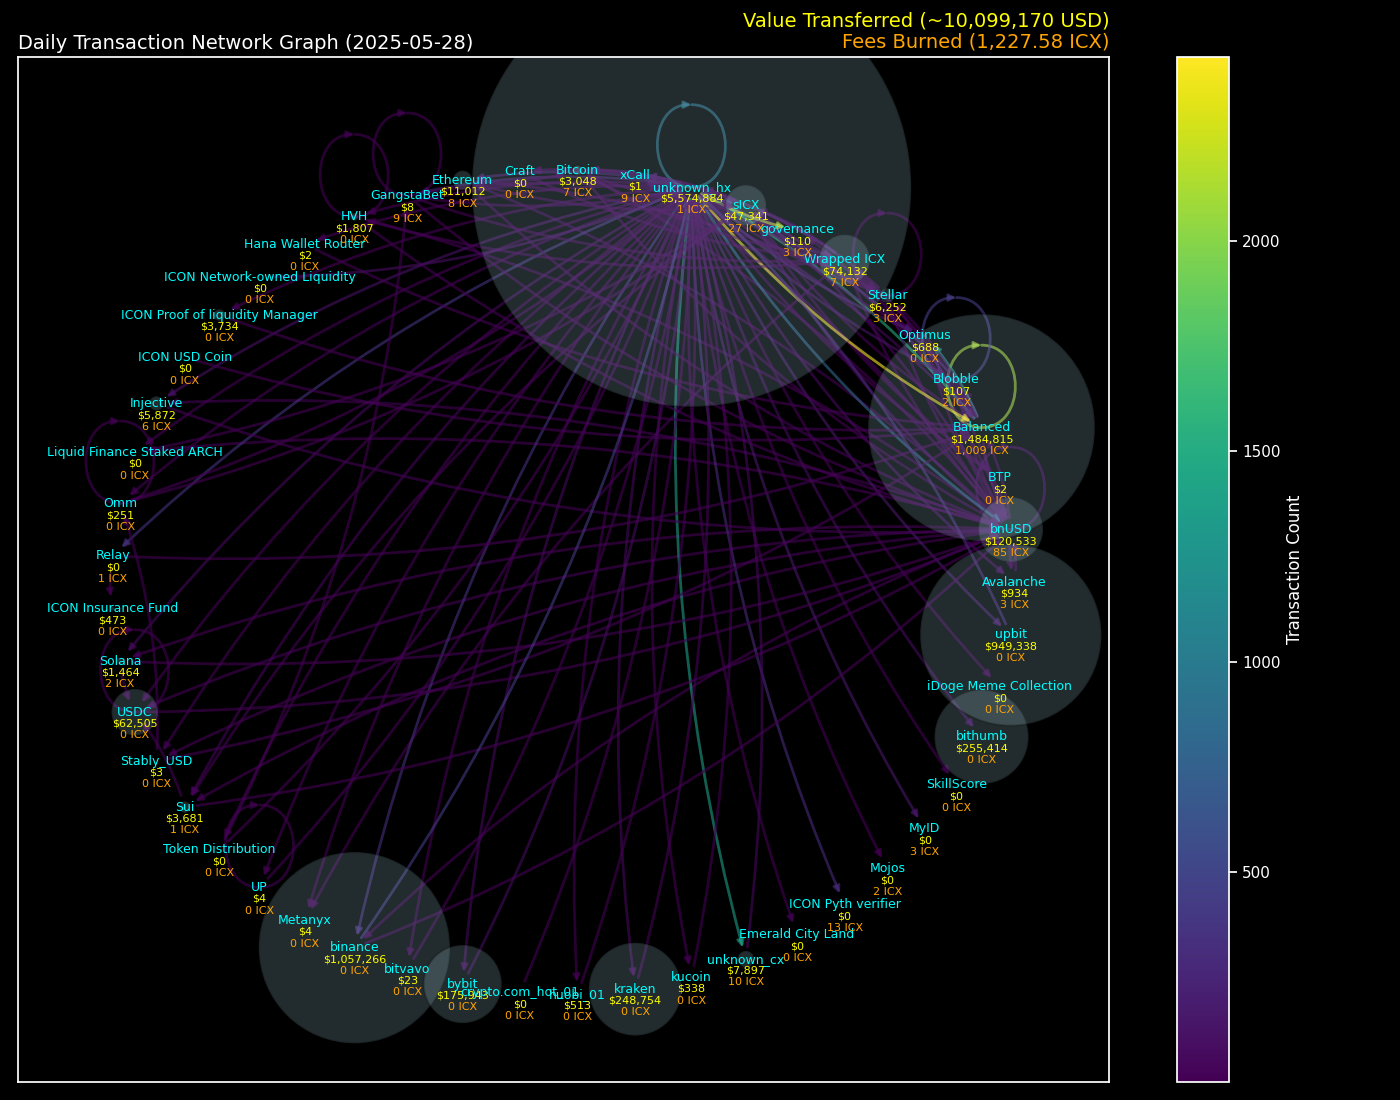 Value Transferred (~10,099,170 USD)
Daily Transaction Network Graph (2025-05-28)
Fees Burned (1,227.58 ICX)
Craft
$0
0 ICX
Bitcoin
$3,048
7 ICX
xCall
$1
9 ICX
unknown_hx
$5,574,884
1 ICX
Ethereum
$11,012
8 ICX
sICX
$47,341
27 ICX
GangstaBet
$8
9 ICX
governance
$110
3 ICX
HVH
$1,807
0 ICX
Wrapped ICX
$74,132
7 ICX
Hana Wallet Router
$2
0 ICX
Stellar
$6,252
3 ICX
ICON Network-owned Liquidity
$0
0 ICX
Optimus
$688
0 ICX
ICON Proof of liquidity Manager
$3,734
0 ICX
Blobble
$107
2 ICX
ICON USD Coin
$0
0 ICX
Balanced
$1,484,815
1,009 ICX
Injective
$5,872
6 ICX
BTP
$2
0 ICX
Liquid Finance Staked ARCH
$0
0 ICX
bnUSD
$120,533
85 ICX
Omm
$251
0 ICX
Avalanche
$934
3 ICX
Relay
$0
1 ICX
upbit
$949,338
0 ICX
ICON Insurance Fund
$473
0 ICX
iDoge Meme Collection
$0
0 ICX
Solana
$1,464
2 ICX
bithumb
$255,414
0 ICX
USDC
$62,505
0 ICX
SkillScore
$0
0 ICX
Stably_USD
$3
0 ICX
MyID
$0
3 ICX
Sui
$3,681
1 ICX
Mojos
$0
2 ICX
Token Distribution
$0
0 ICX
ICON Pyth verifier
$0
13 ICX
UP
$4
0 ICX
Emerald City Land
$0
0 ICX
Metanyx
$4
0 ICX
unknown_cx
$7,897
10 ICX
binance
$1,057,266
0 ICX
kucoin
$338
0 ICX
bitvavo
$23
0 ICX
kraken
$248,754
0 ICX
bybit
$175,943
0 ICX
crypto.com_hot_01
$0
0 ICX
huobi_01
$513
0 ICX
2000
1500
1000
500
Transaction Count